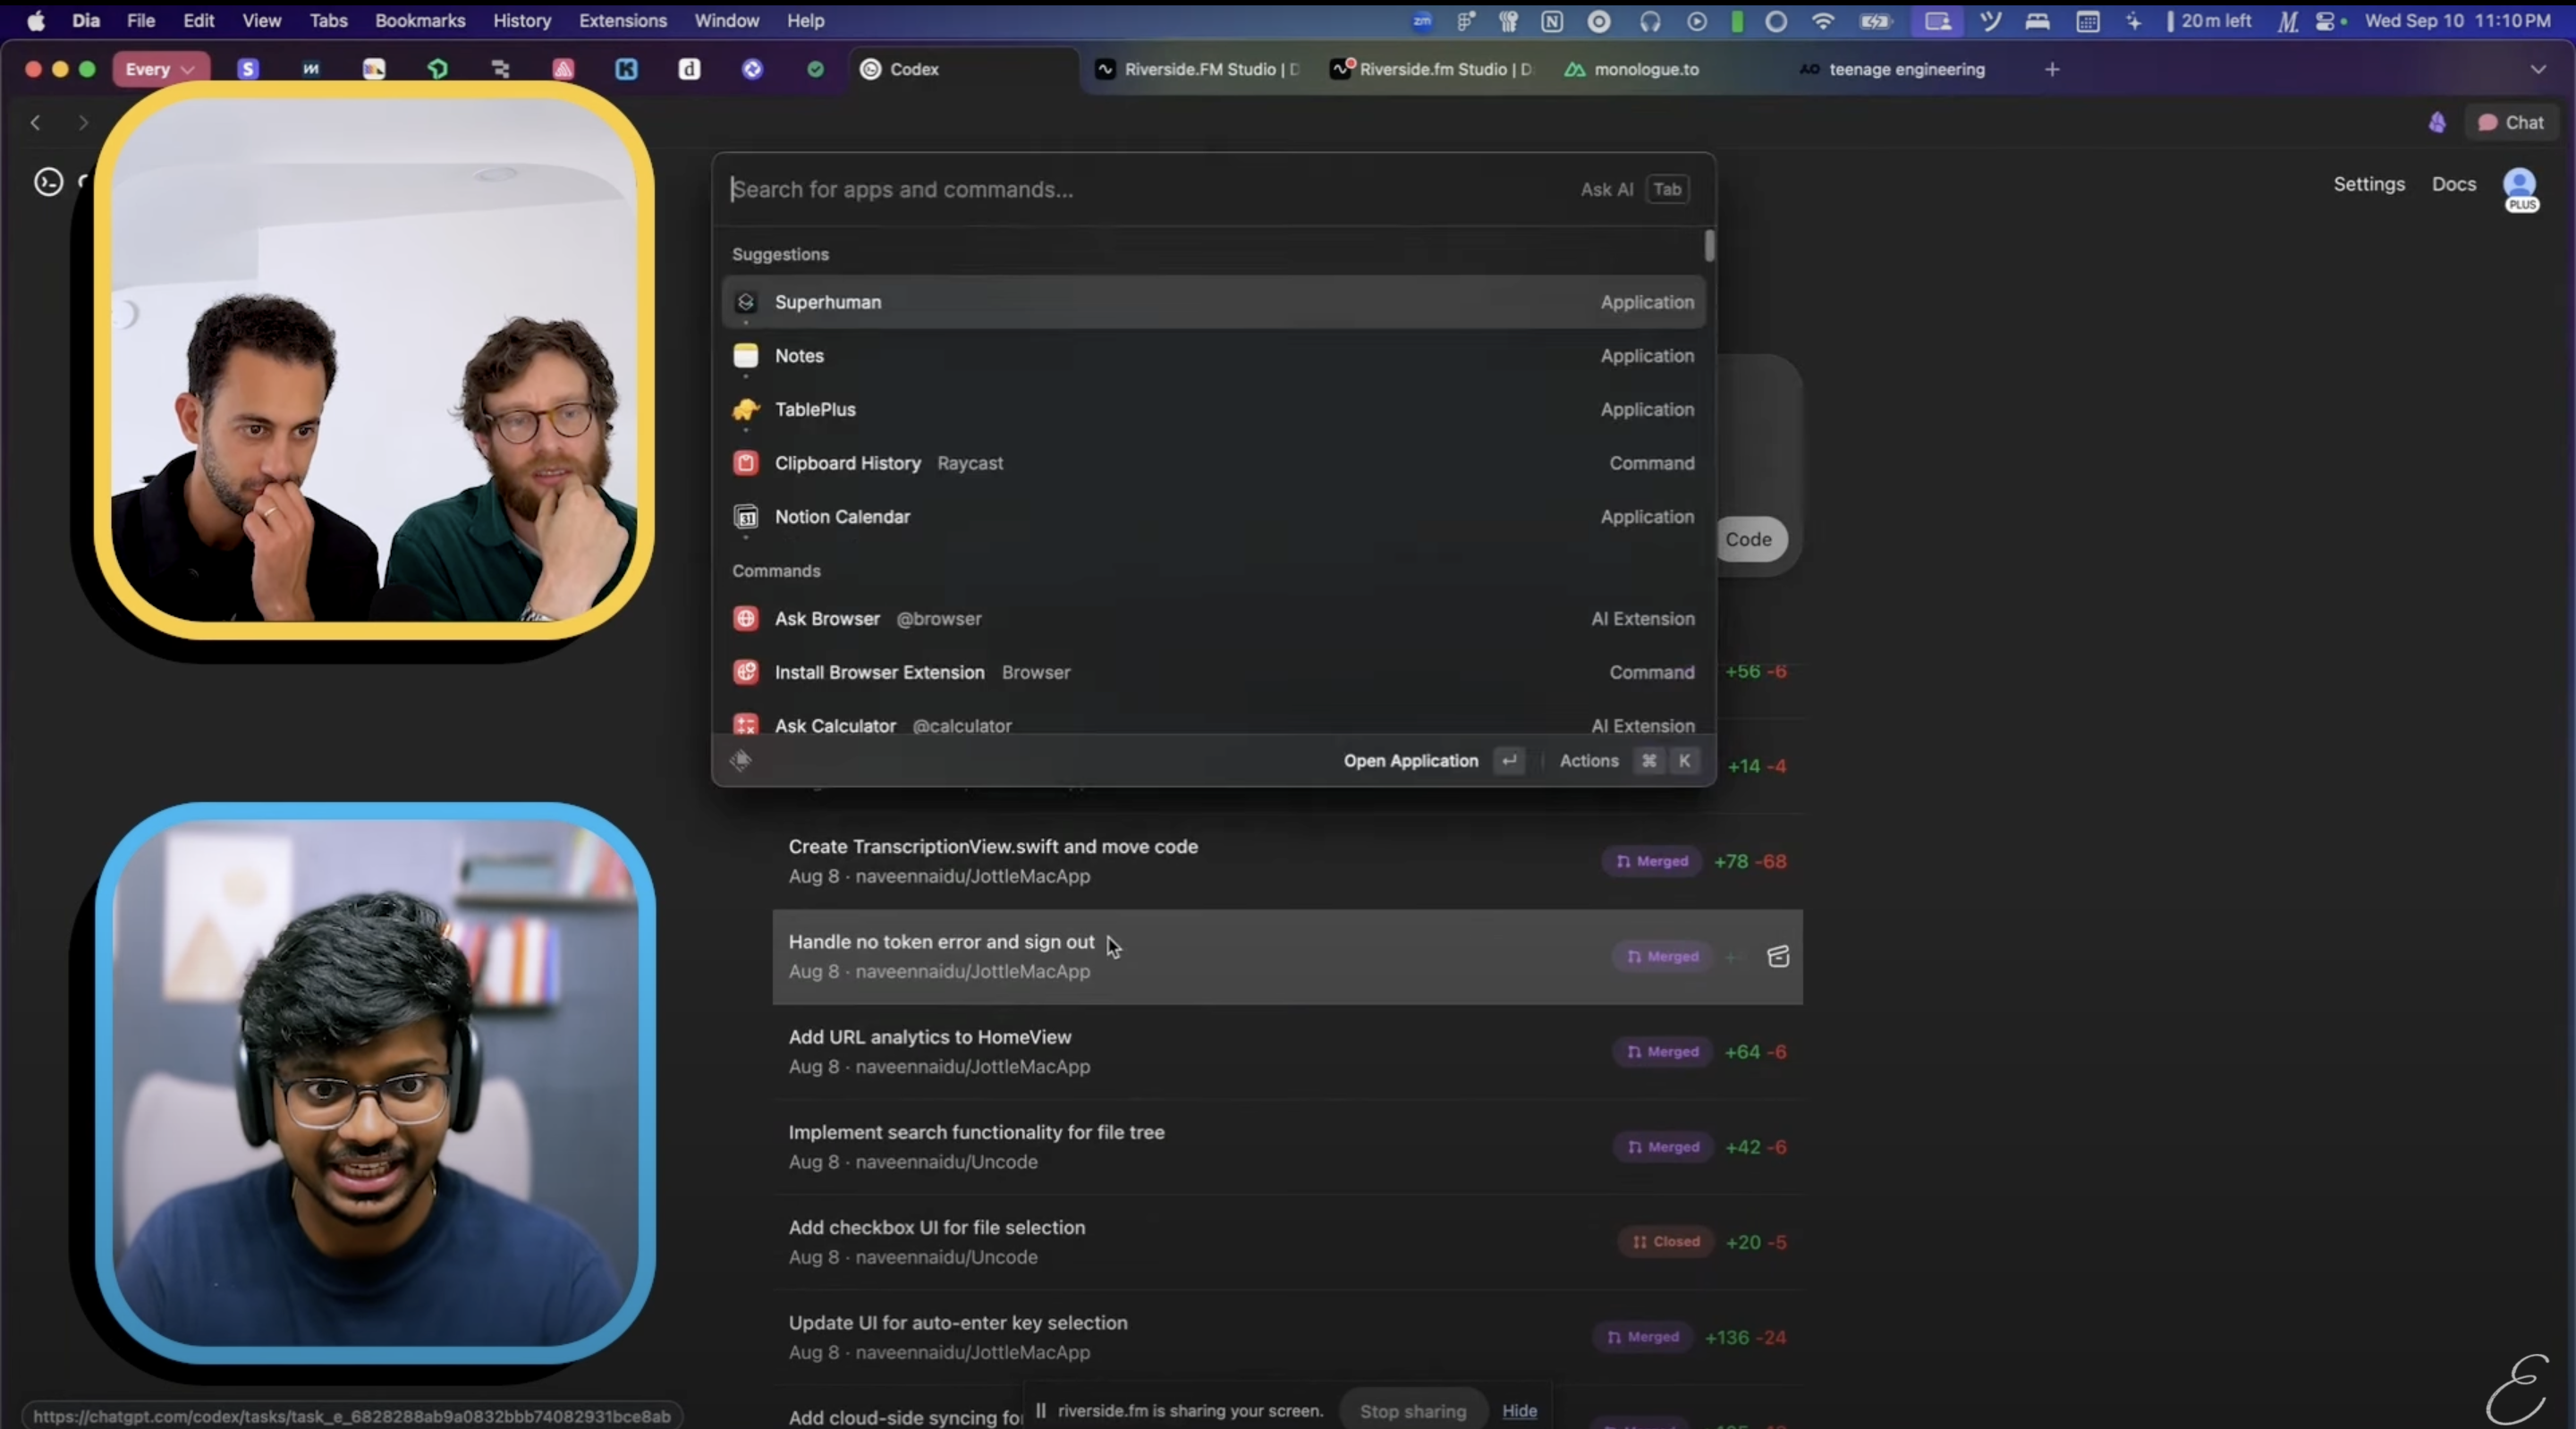 Dia File Edit View Tabs Bookmarks History Extensions Window Help
zm
20 m left
Wed Sep 10 11:10 PM
Every
Codex
Riverside.FM Studio | D
Riverside.fm Studio | D
monologue.to
teenage engineering
Chat
Settings Docs
PLUS
Search for apps and commands...
Ask AI Tab
Suggestions
Superhuman Application
Notes Application
TablePlus Application
Clipboard History Raycast Command
Notion Calendar Application
Commands
Ask Browser @browser AI Extension
Install Browser Extension Browser Command
Ask Calculator @calculator AI Extension
Open Application
Actions ⌘ K
Code
+56 -6
+14 -4
Create TranscriptionView.swift and move code
Aug 8 · naveennaidu/JottleMacApp
Merged +78 -68
Handle no token error and sign out
Aug 8 · naveennaidu/JottleMacApp
Merged
Add URL analytics to HomeView
Aug 8 · naveennaidu/JottleMacApp
Merged +64 -6
Implement search functionality for file tree
Aug 8 · naveennaidu/Uncode
Merged +42 -6
Add checkbox UI for file selection
Aug 8 · naveennaidu/Uncode
Closed +20 -5
Update UI for auto-enter key selection
Aug 8 · naveennaidu/JottleMacApp
Merged +136 -24
Add cloud-side syncing
riverside.fm is sharing your screen.
Stop sharing
Hide
https://chatgpt.com/codex/tasks/task_e_6828288ab9a0832bbb74082931bce8ab
E